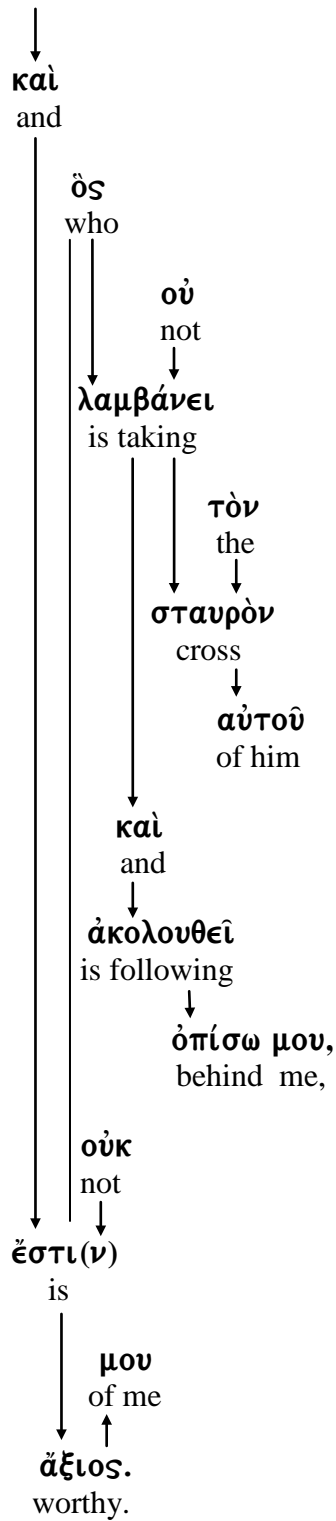 καὶ
and
ὃς
who
οὐ
not
λαμβάνει
is taking
τὸν
the
σταυρὸν
cross
αὐτοῦ
of him
καὶ
and
ἀκολουθεῖ
is following
ὀπίσω μου,
behind me,
οὐκ
not
ἔστι(ν)
is
μου
of me
ἄξιος.
worthy.